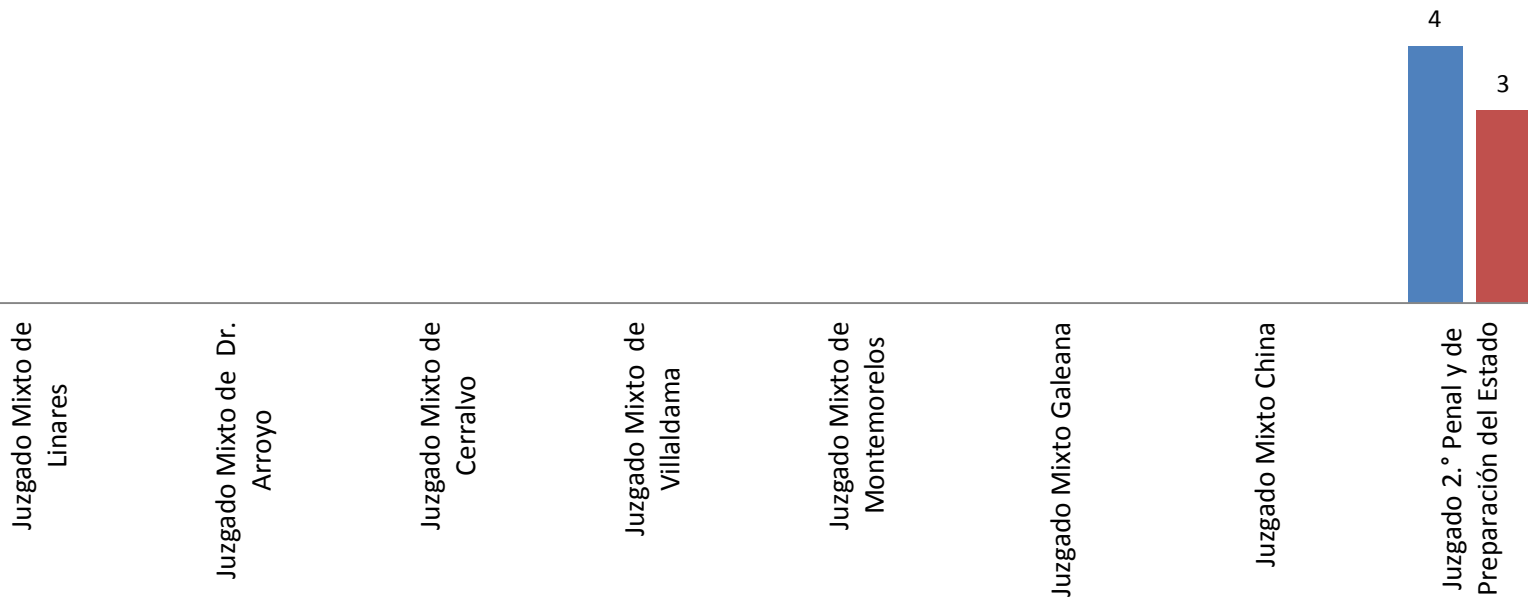 4
3
Juzgado Mixto de
Linares
Juzgado Mixto de  Dr.
Arroyo
Juzgado Mixto de
Cerralvo
Juzgado Mixto  de
Villaldama
Juzgado Mixto de
Montemorelos
Juzgado Mixto Galeana
Juzgado Mixto China
Juzgado 2.° Penal y de
Preparación del Estado